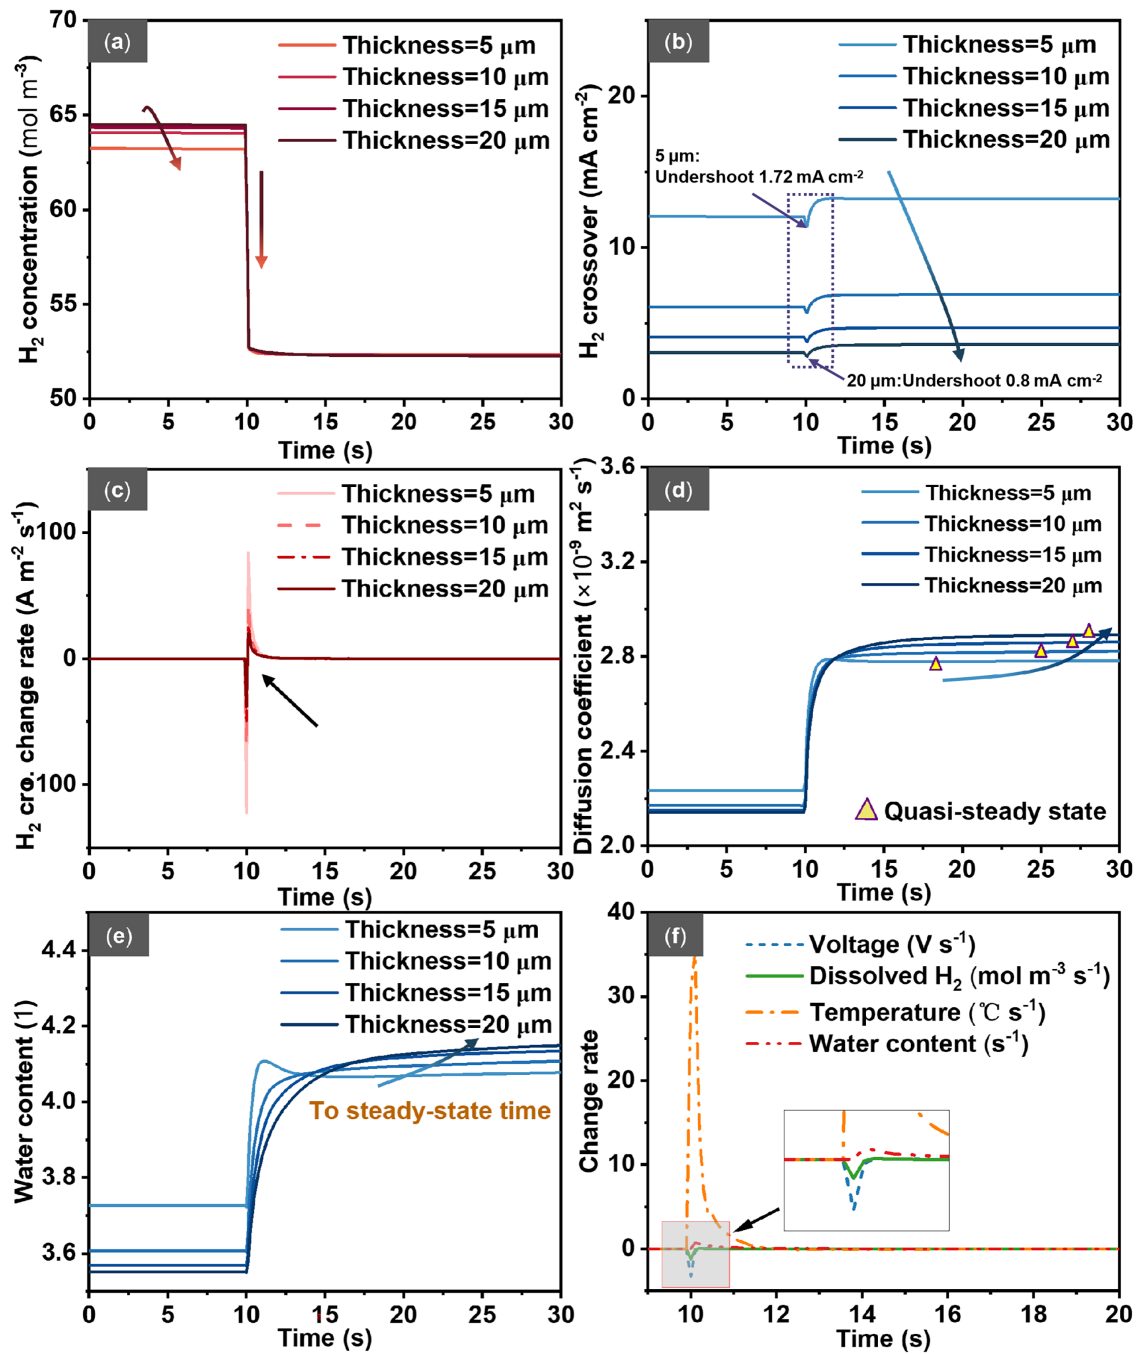 (a)
Thickness=5 μm
Thickness=10 μm
Thickness=15 μm
Thickness=20 μm
H₂ concentration (mol m⁻³)
70
65
60
55
50
0 5 10 15 20 25 30
Time (s)
(b)
Thickness=5 μm
Thickness=10 μm
Thickness=15 μm
Thickness=20 μm
5 μm:
Undershoot 1.72 mA cm⁻²
20 μm:Undershoot 0.8 mA cm⁻²
H₂ crossover (mA cm⁻²)
20
10
0
0 5 10 15 20 25 30
Time (s)
(c)
Thickness=5 μm
Thickness=10 μm
Thickness=15 μm
Thickness=20 μm
H₂ cro. change rate (A m⁻² s⁻¹)
100
0
100
0 5 10 15 20 25 30
Time (s)
(d)
Thickness=5 μm
Thickness=10 μm
Thickness=15 μm
Thickness=20 μm
Quasi-steady state
Diffusion coefficient (×10⁻⁹ m² s⁻¹)
3.6
3.2
2.8
2.4
2.0
0 5 10 15 20 25 30
Time (s)
(e)
Thickness=5 μm
Thickness=10 μm
Thickness=15 μm
Thickness=20 μm
To steady-state time
Water content (1)
4.4
4.2
4.0
3.8
3.6
0 5 10 15 20 25 30
Time (s)
(f)
Voltage (V s⁻¹)
Dissolved H₂ (mol m⁻³ s⁻¹)
Temperature (℃ s⁻¹)
Water content (s⁻¹)
Change rate
40
30
20
10
0
10 12 14 16 18 20
Time (s)